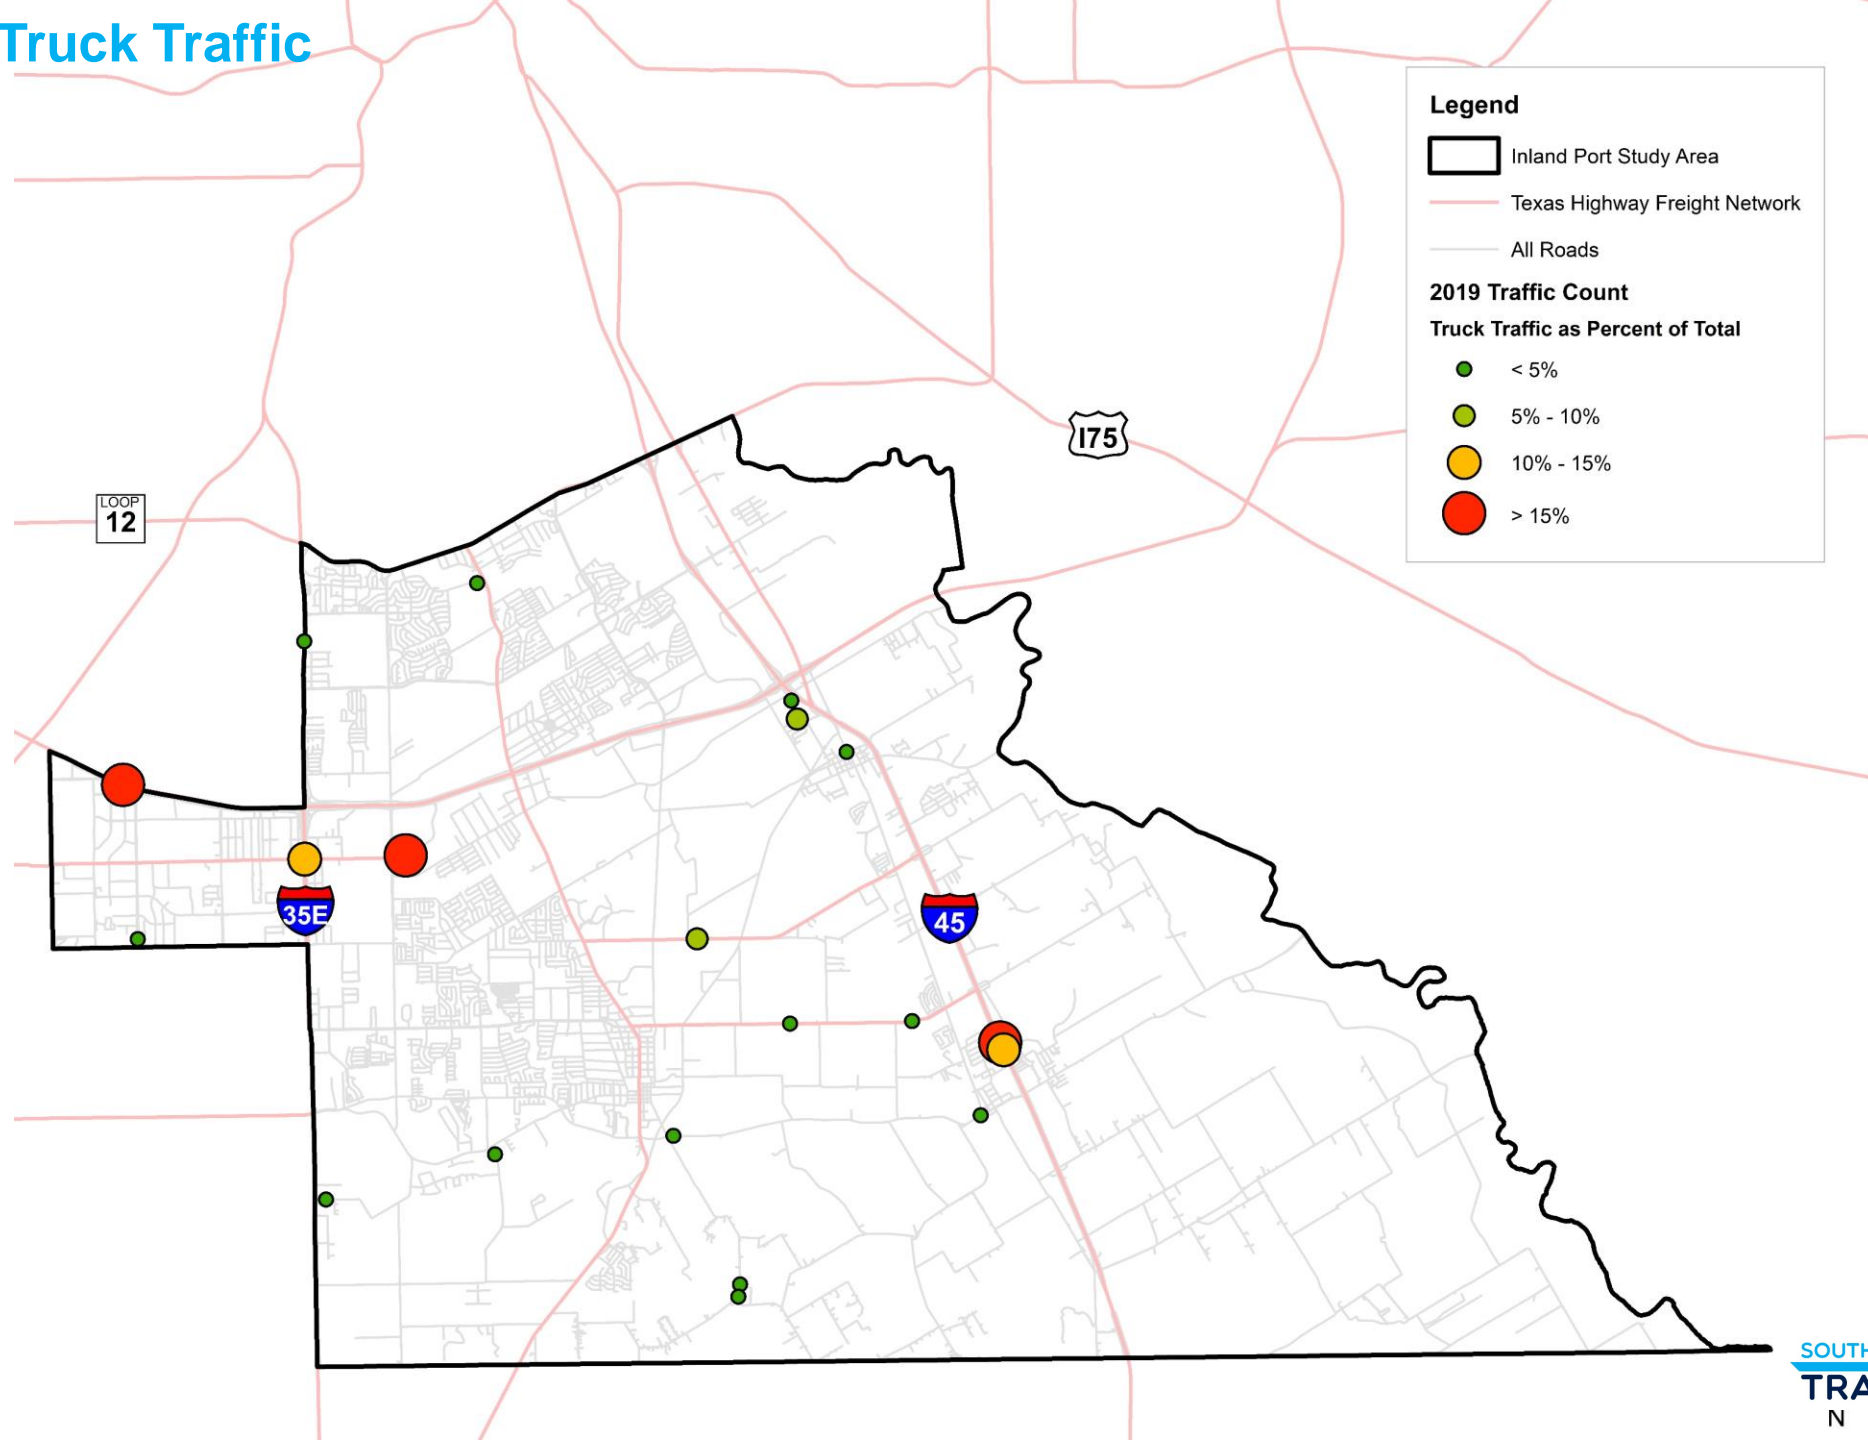 Truck Traffic
Legend
Inland Port Study Area
Texas Highway Freight Network
All Roads
2019 Traffic Count
Truck Traffic as Percent of Total
< 5%
5% - 10%
10% - 15%
> 15%
I75
LOOP
12
35E
45
SOUTH
TRA
N